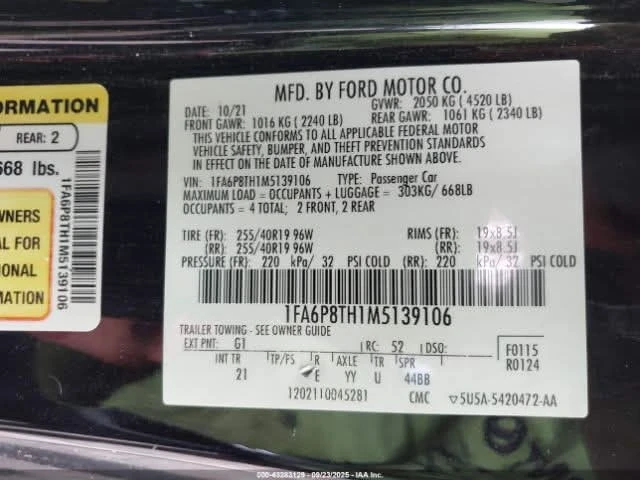 ORMATION
REAR: 2
668 lbs.
WNERS
AL FOR
IONAL
MATION
1FA6P8TH1M5139106
MFD. BY FORD MOTOR CO.
DATE: 10/21 GVWR: 2050 KG ( 4520 LB)
FRONT GAWR: 1016 KG ( 2240 LB) REAR GAWR: 1061 KG ( 2340 LB)
THIS VEHICLE CONFORMS TO ALL APPLICABLE FEDERAL MOTOR
VEHICLE SAFETY, BUMPER, AND THEFT PREVENTION STANDARDS
IN EFFECT ON THE DATE OF MANUFACTURE SHOWN ABOVE.
VIN: 1FA6P8TH1M5139106 TYPE: Passenger Car
MAXIMUM LOAD = OCCUPANTS + LUGGAGE = 303KG/ 668LB
OCCUPANTS = 4 TOTAL; 2 FRONT, 2 REAR
TIRE (FR): 255/40R19 96W RIMS (FR): 19x8.5J
(RR): 255/40R19 96W (RR): 19x8.5J
PRESSURE (FR): 220 kPa/ 32 PSI COLD (RR): 220 kPa/ 32 PSI COLD
1FA6P8TH1M5139106
TRAILER TOWING - SEE OWNER GUIDE
EXT PNT: G1 RC: 52 DSO: F0115
INT TR TP/PS R AXLE TR SPR R0124
21 E YY U 44BB
1202110045281 CMC 5U5A-5420472-AA
000-43283129 - 09/23/2025 - IAA Inc.